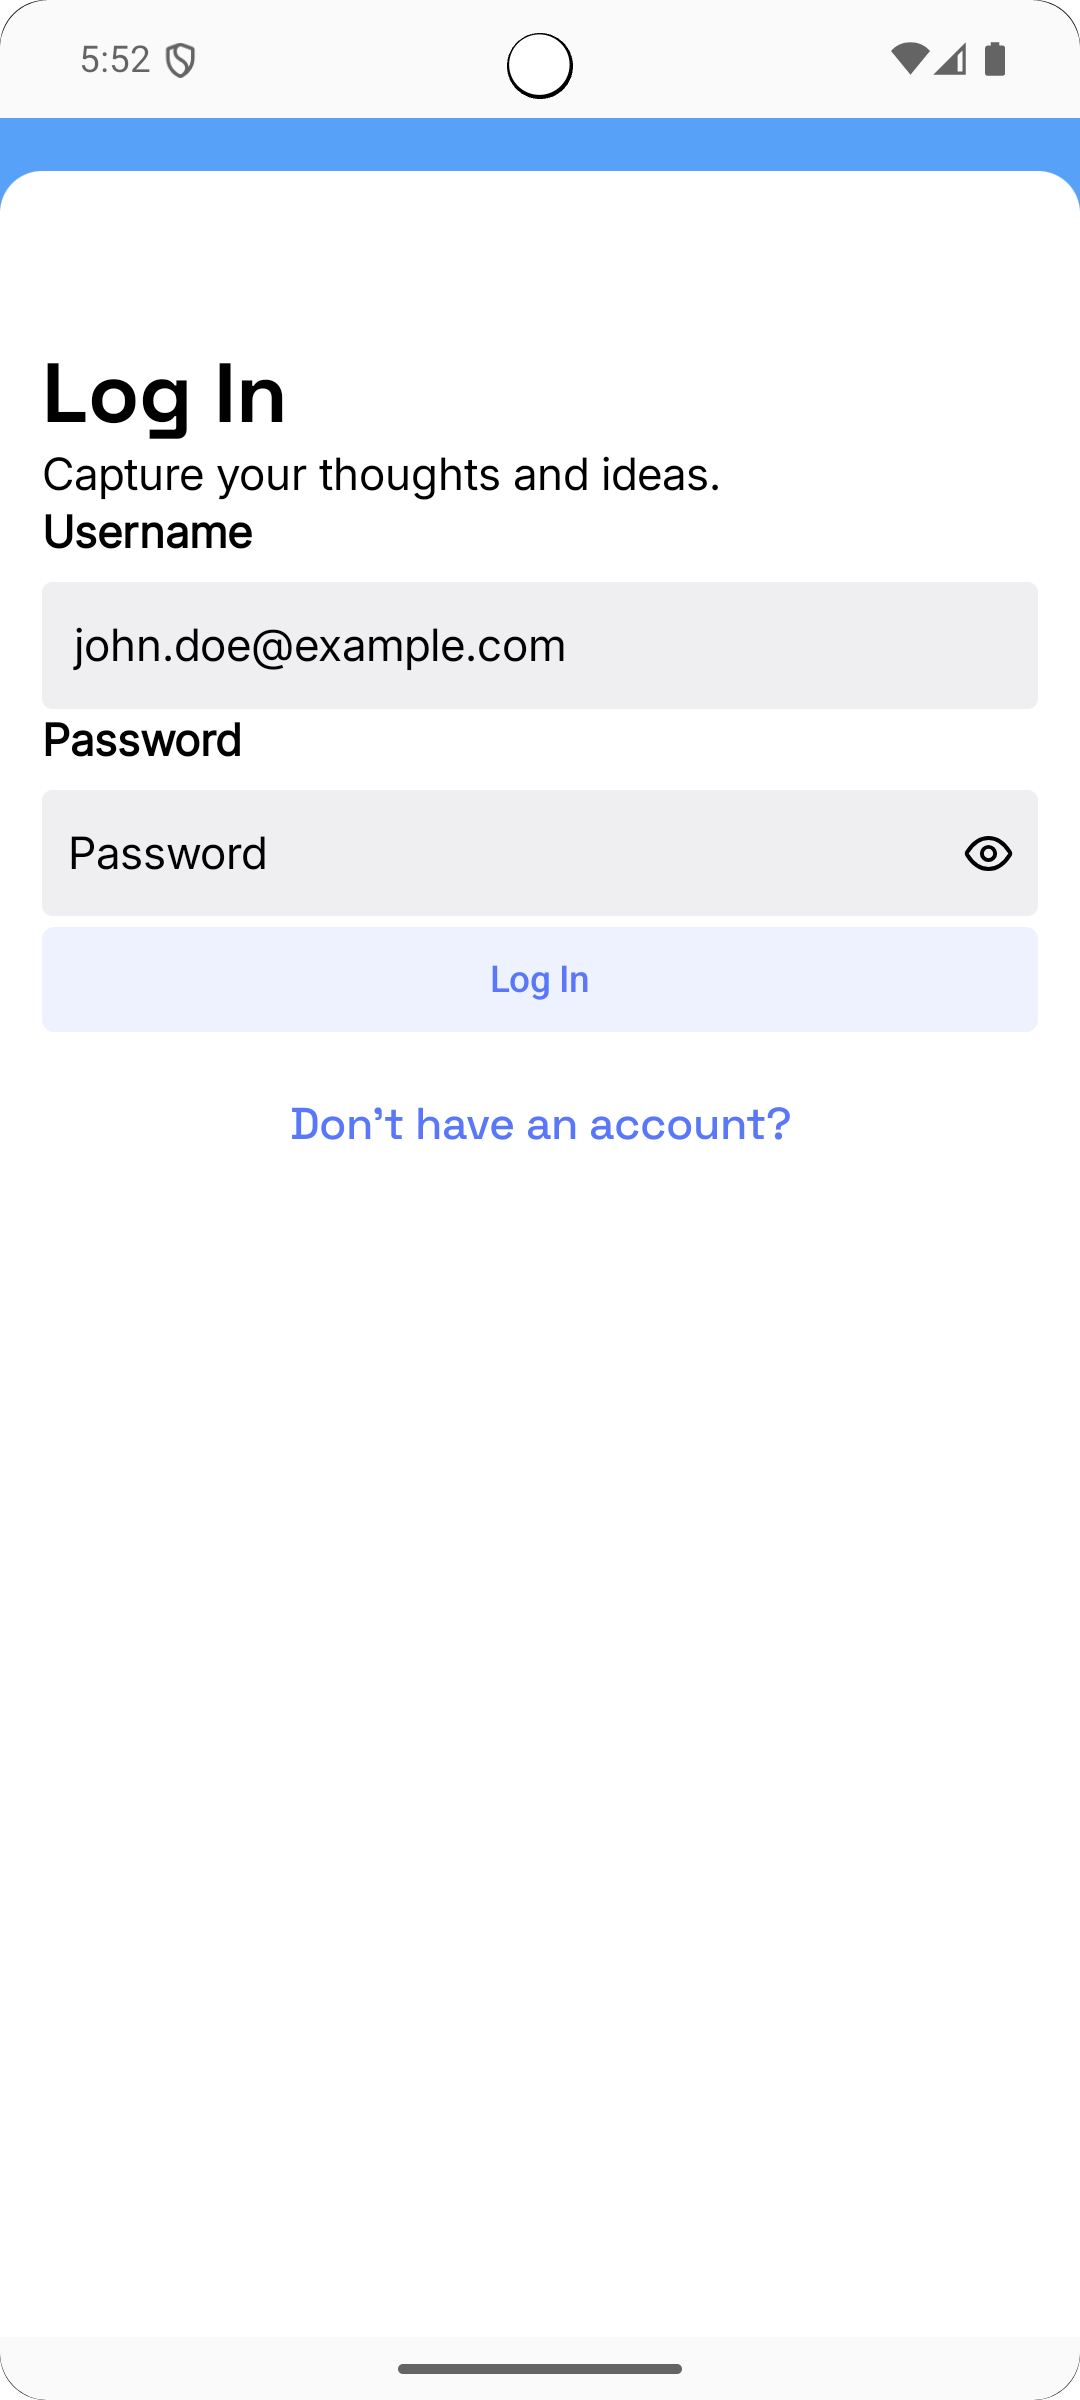 5:52
Log In
Capture your thoughts and ideas.
Username
john.doe@example.com
Password
Password
Log In
Don't have an account?